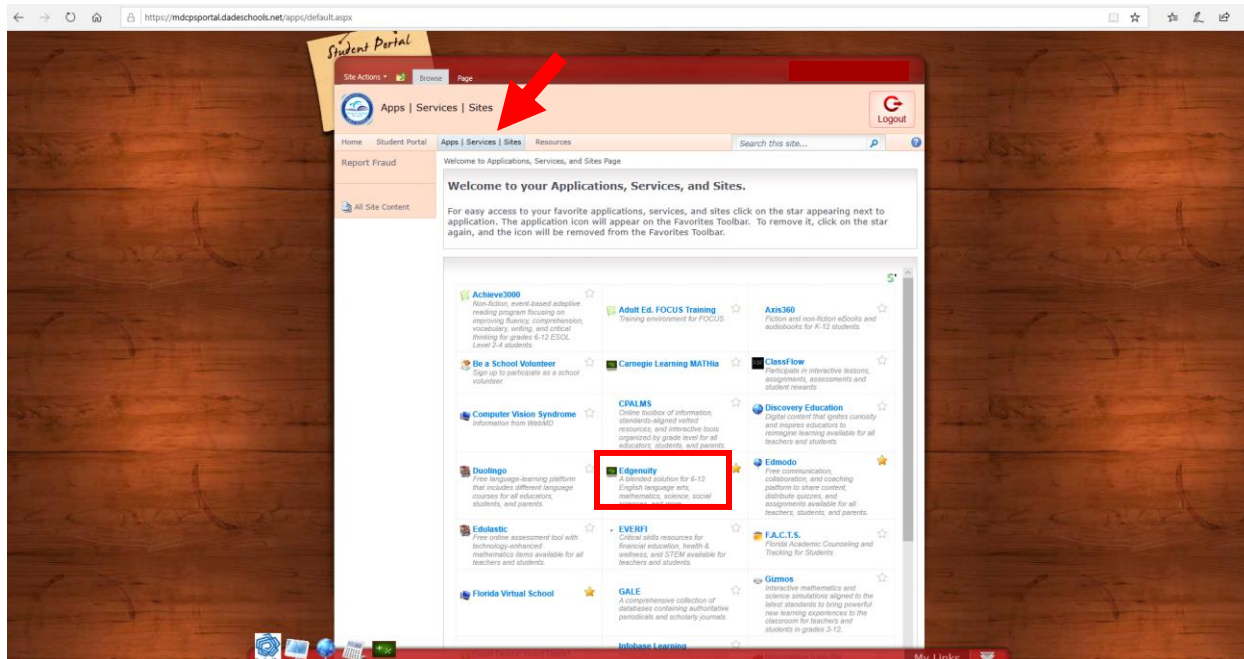 https://mdcpsportal.dadeschools.net/apps/default.aspx
Student Portal
Site Actions Browse Page
Apps | Services | Sites
Logout
Home Student Portal Apps | Services | Sites Resources
Search this site...
Report Fraud
All Site Content
Welcome to Applications, Services, and Sites Page
Welcome to your Applications, Services, and Sites.
For easy access to your favorite applications, services, and sites click on the star appearing next to
application. The application icon will appear on the Favorites Toolbar. To remove it, click on the star
again, and the icon will be removed from the Favorites Toolbar.
Achieve3000
Non-fiction, event-based adaptive
reading program focusing on
improving fluency, comprehension,
vocabulary, writing, and critical
thinking for grades 6-12 ESOL
Level 2-4 students.
Adult Ed. FOCUS Training
Training environment for FOCUS
Axis360
Fiction and non-fiction eBooks and
audiobooks for K-12 students.
Be a School Volunteer
Sign up to participate as a school
volunteer
Carnegie Learning MATHia
ClassFlow
Participate in interactive lessons,
assignments, assessments and
student rewards
Computer Vision Syndrome
Information from WebMD
CPALMS
Online toolbox of information,
standards-aligned vetted
resources, and interactive tools
organized by grade level for all
educators, students, and parents.
Discovery Education
Digital content that ignites curiosity
and inspires educators to
reimagine learning available for all
teachers and students.
Duolingo
Free language-learning platform
that includes different language
courses for all educators,
students, and parents.
Edgenuity
A blended solution for 6-12
English language arts,
mathematics, science, social
Edmodo
Free communication,
collaboration, and coaching
platform to share content,
distribute quizzes, and
assignments available for all
teachers, students, and parents.
Edulastic
Free online assessment tool with
technology-enhanced
mathematics items available for all
teachers and students.
EVERFI
Critical skills resources for
financial education, health &
wellness, and STEM available for
teachers and students.
F.A.C.T.S.
Florida Academic Counseling and
Tracking for Students
Florida Virtual School
GALE
A comprehensive collection of
databases containing authoritative
periodicals and scholarly journals.
Gizmos
Interactive mathematics and
science simulations aligned to the
latest standards to bring powerful
new learning experiences to the
classroom for teachers and
students in grades 3-12.
Infobase Learning
My Links